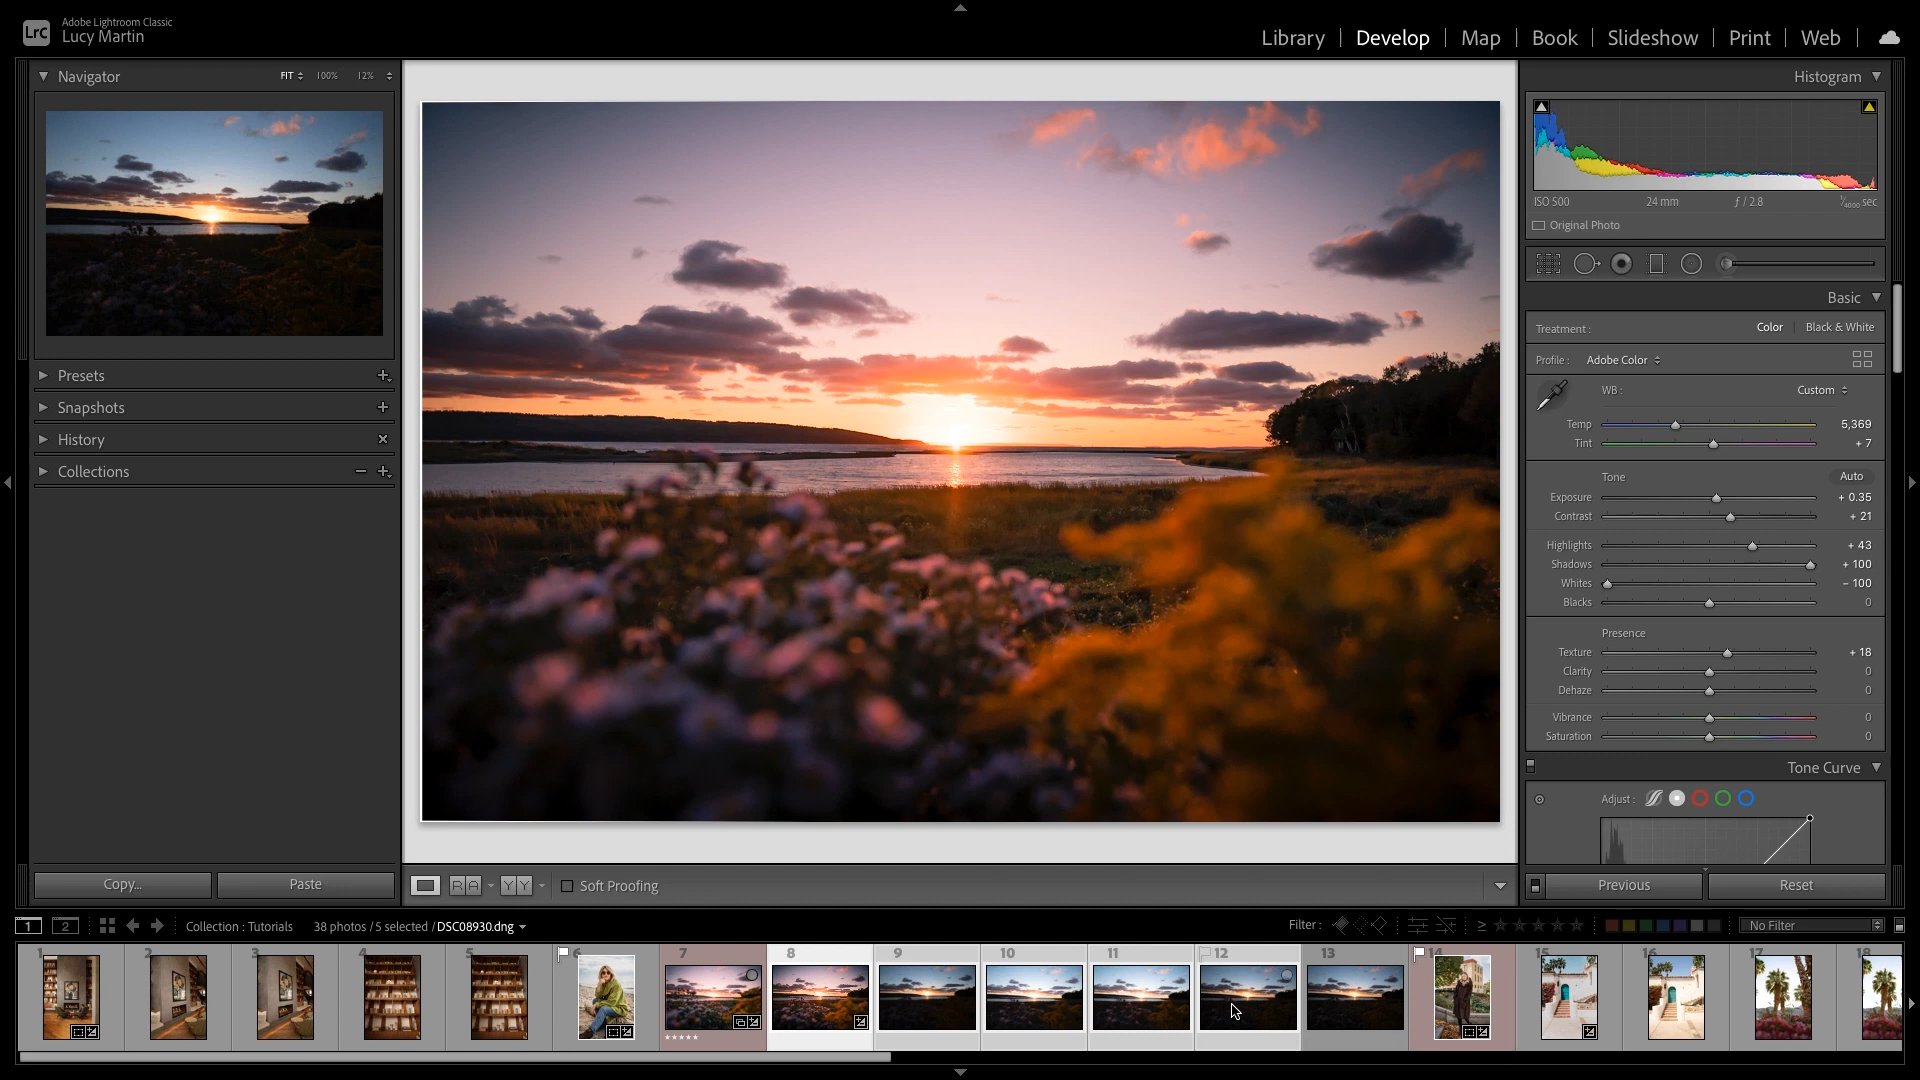 LrC
Adobe Lightroom Classic
Lucy Martin
Library | Develop | Map | Book | Slideshow | Print | Web |
Navigator FIT 100% 12%
Histogram
ISO 500 24 mm ƒ / 2.8 1/4000 sec
Original Photo
Basic
Treatment : Color | Black & White
Profile : Adobe Color
WB : Custom
Temp 5,369
Tint + 7
Tone Auto
Exposure + 0.35
Contrast + 21
Highlights + 43
Shadows + 100
Whites − 100
Blacks 0
Presence
Texture + 18
Clarity 0
Dehaze 0
Vibrance 0
Saturation 0
Tone Curve
Adjust :
Presets
Snapshots
History
Collections
Copy... Paste
R A Y Y Soft Proofing
Previous Reset
1 2 Collection : Tutorials 38 photos / 5 selected / DSC08930.dng
Filter : ≥ ★★★★★ No Filter
1 2 3 4 5 6 7 8 9 10 11 12 13 14 15 16 17 18
★★★★★